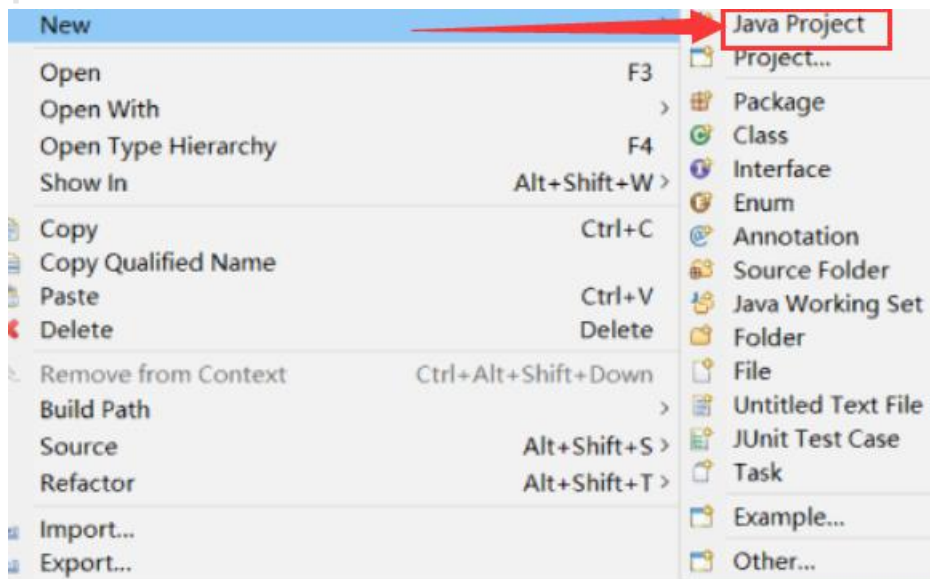 New
Open F3
Open With
Open Type Hierarchy F4
Show In Alt+Shift+W >
Copy Ctrl+C
Copy Qualified Name
Paste Ctrl+V
Delete Delete
Remove from Context Ctrl+Alt+Shift+Down
Build Path >
Source Alt+Shift+S >
Refactor Alt+Shift+T >
Import...
Export...
Java Project
Project...
Package
Class
Interface
Enum
Annotation
Source Folder
Java Working Set
Folder
File
Untitled Text File
JUnit Test Case
Task
Example...
Other...